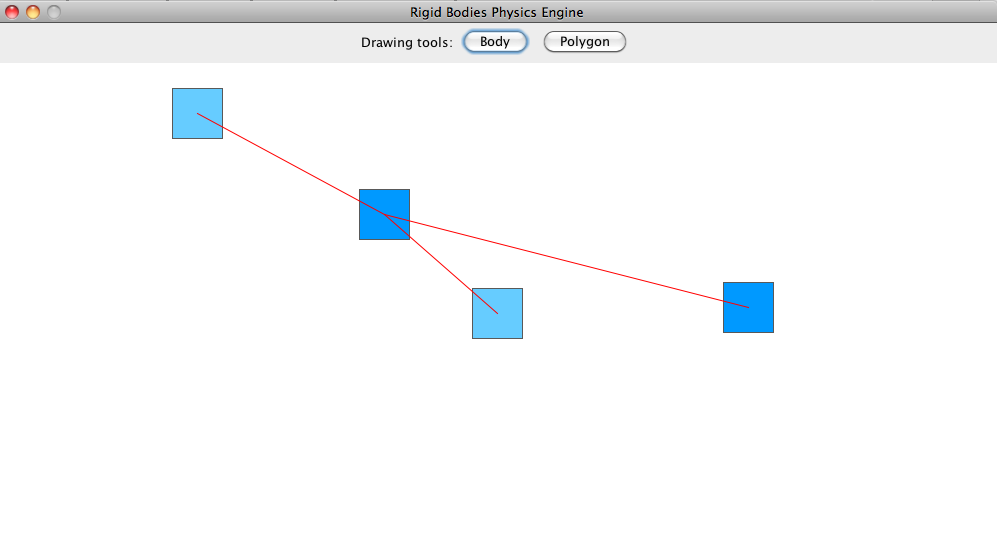 Rigid Bodies Physics Engine
Drawing tools: Body Polygon